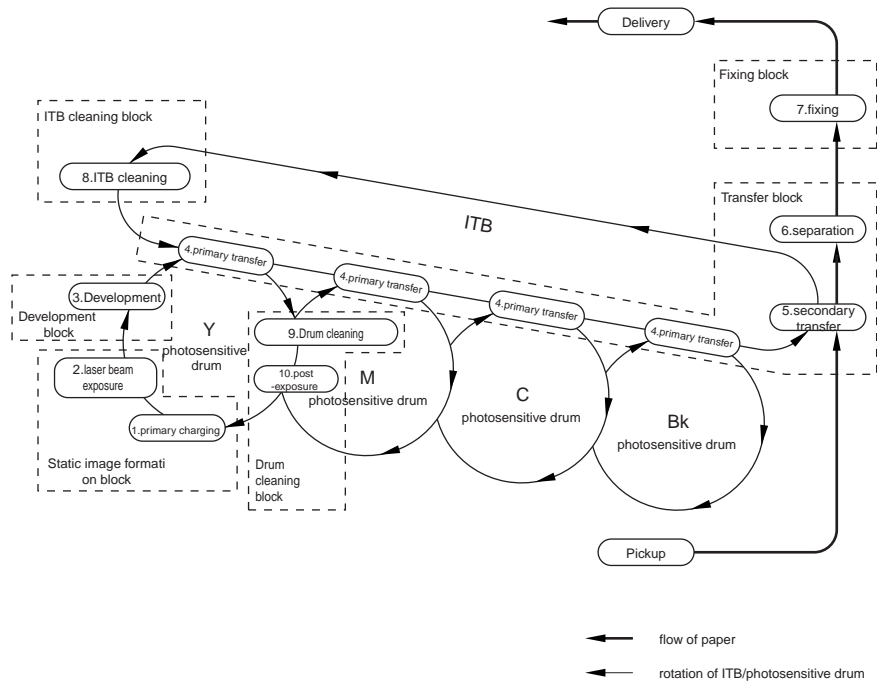 Delivery
Fixing block
7.fixing
ITB cleaning block
8.ITB cleaning
Transfer block
ITB
6.separation
4.primary transfer
4.primary transfer
4.primary transfer
4.primary transfer
3.Development
Development
block
5.secondary
transfer
Y
photosensitive
drum
9.Drum cleaning
2.laser beam
exposure
10.post
-exposure
M
photosensitive drum
C
photosensitive drum
Bk
photosensitive drum
1.primary charging
Static image formati
on block
Drum
cleaning
block
Pickup
flow of paper
rotation of ITB/photosensitive drum